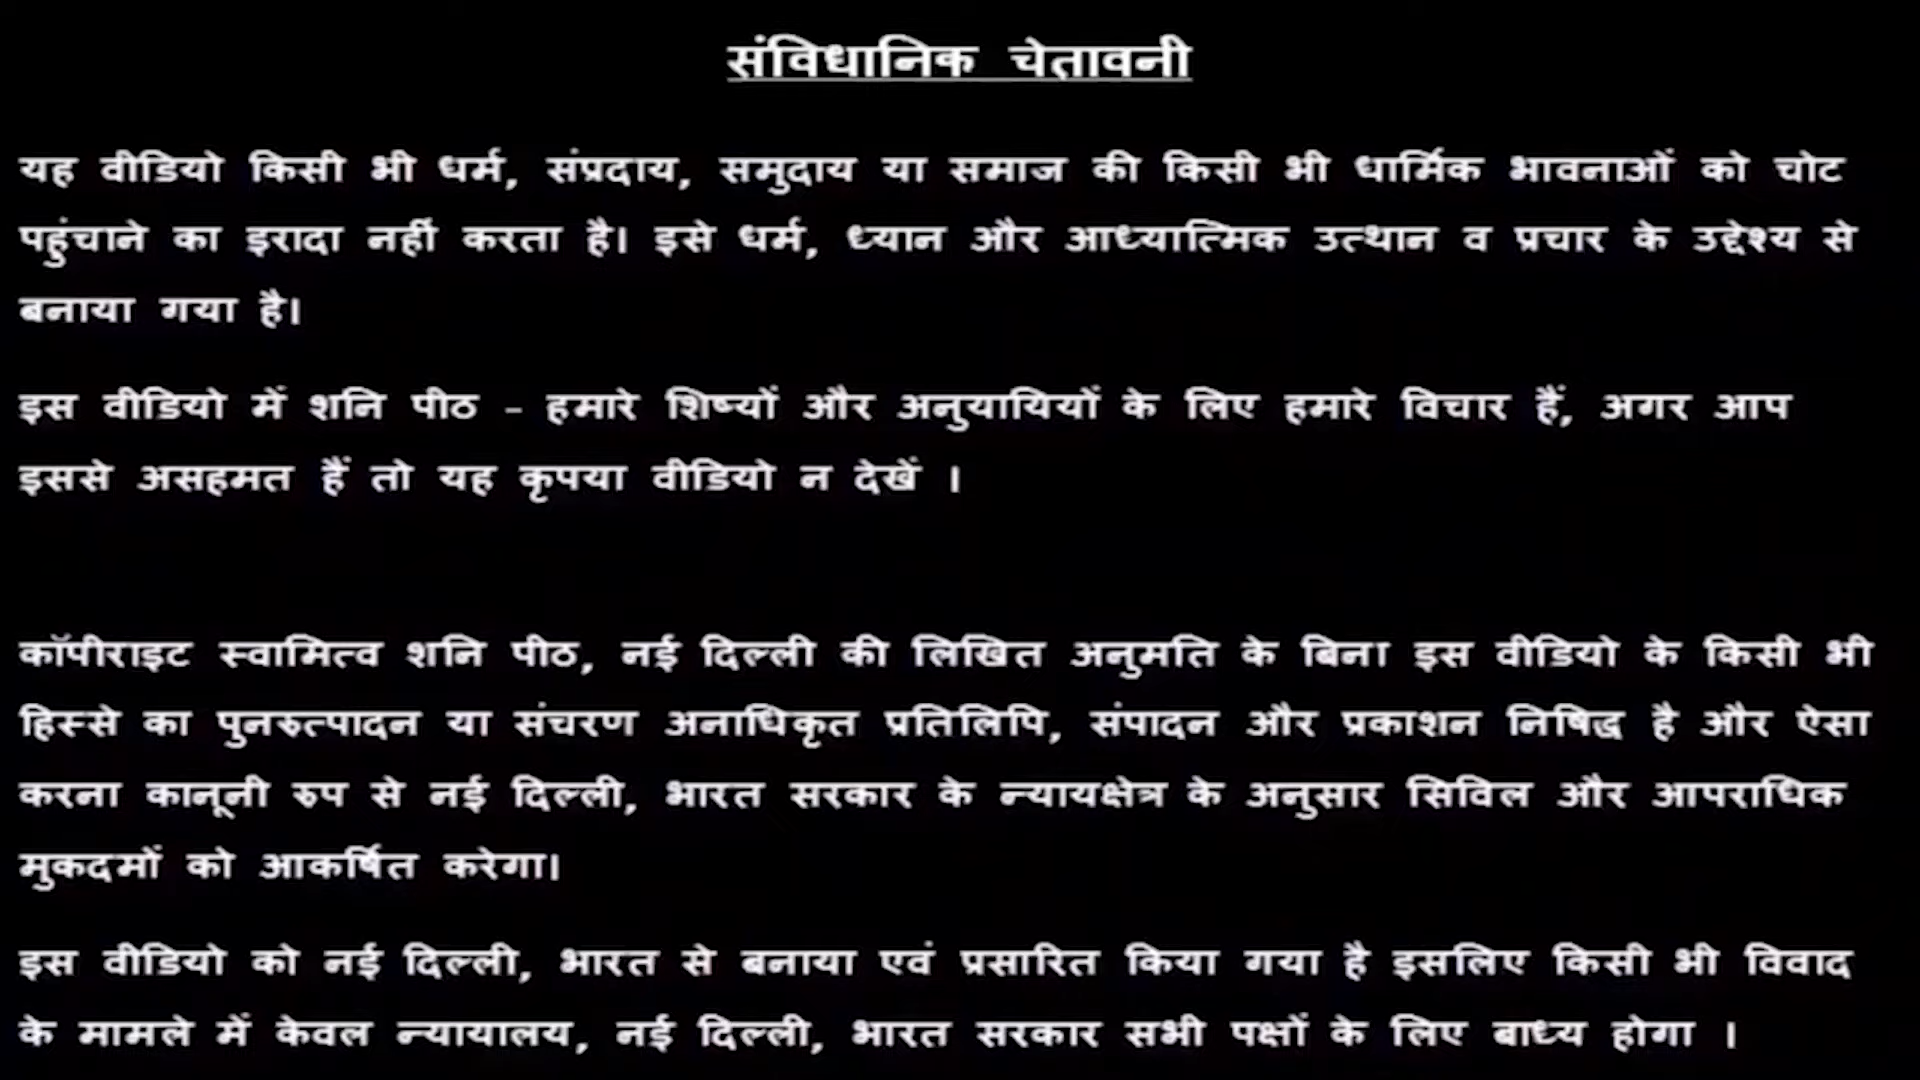 संविधानिक चेतावनी
यह वीडियो किसी भी धर्म, संप्रदाय, समुदाय या समाज की किसी भी धार्मिक भावनाओं को चोट
पहुंचाने का इरादा नहीं करता है। इसे धर्म, ध्यान और आध्यात्मिक उत्थान व प्रचार के उद्देश्य से
बनाया गया है।
इस वीडियो में शनि पीठ - हमारे शिष्यों और अनुयायियों के लिए हमारे विचार हैं, अगर आप
इससे असहमत हैं तो यह कृपया वीडियो न देखें ।
कॉपीराइट स्वामित्व शनि पीठ, नई दिल्ली की लिखित अनुमति के बिना इस वीडियो के किसी भी
हिस्से का पुनरुत्पादन या संचरण अनाधिकृत प्रतिलिपि, संपादन और प्रकाशन निषिद्ध है और ऐसा
करना कानूनी रुप से नई दिल्ली, भारत सरकार के न्यायक्षेत्र के अनुसार सिविल और आपराधिक
मुकदमों को आकर्षित करेगा।
इस वीडियो को नई दिल्ली, भारत से बनाया एवं प्रसारित किया गया है इसलिए किसी भी विवाद
के मामले में केवल न्यायालय, नई दिल्ली, भारत सरकार सभी पक्षों के लिए बाध्य होगा ।